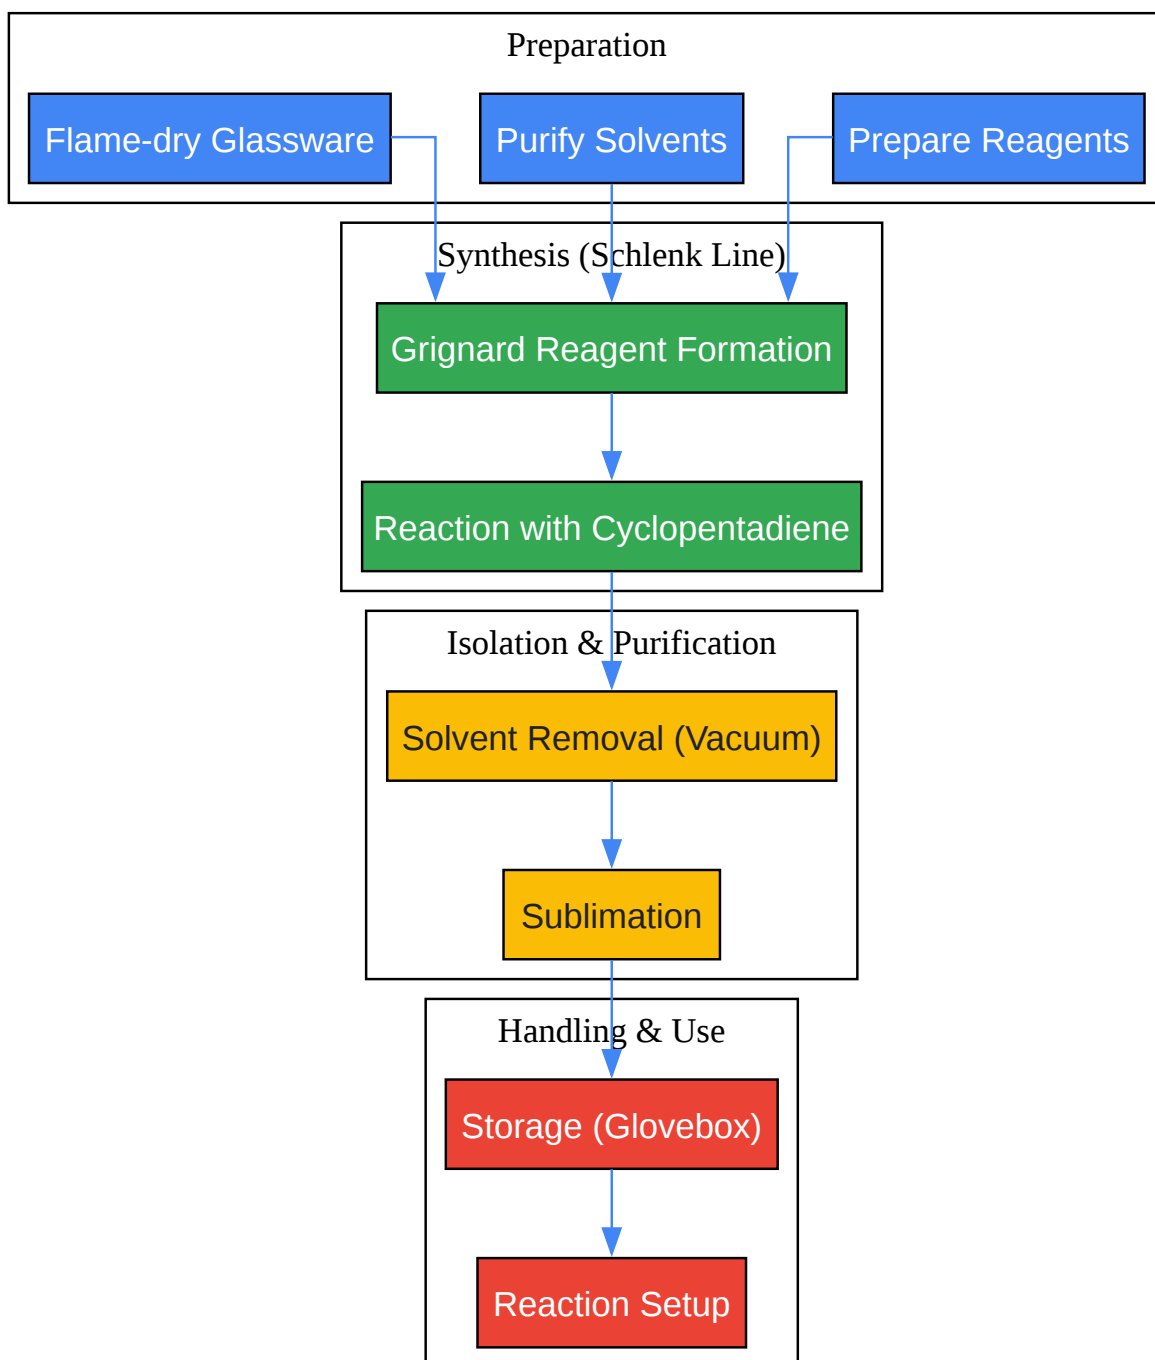 Preparation
Flame-dry Glassware
Purify Solvents
Prepare Reagents
Synthesis (Schlenk Line)
Grignard Reagent Formation
Reaction with Cyclopentadiene
Isolation & Purification
Solvent Removal (Vacuum)
Sublimation
Handling & Use
Storage (Glovebox)
Reaction Setup